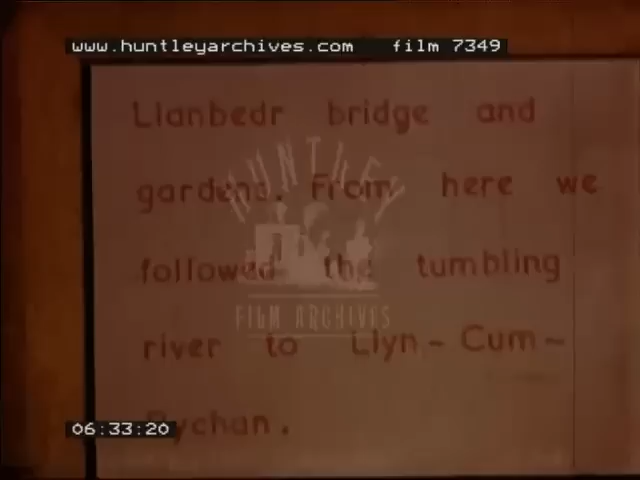 www.huntleyarchives.com film 7349
Llanbedr bridge and
gardens. From here we
followed the tumbling
river to Llyn-Cum-
Bychan.
HUNTLEY
FILM ARCHIVES
06:33:20